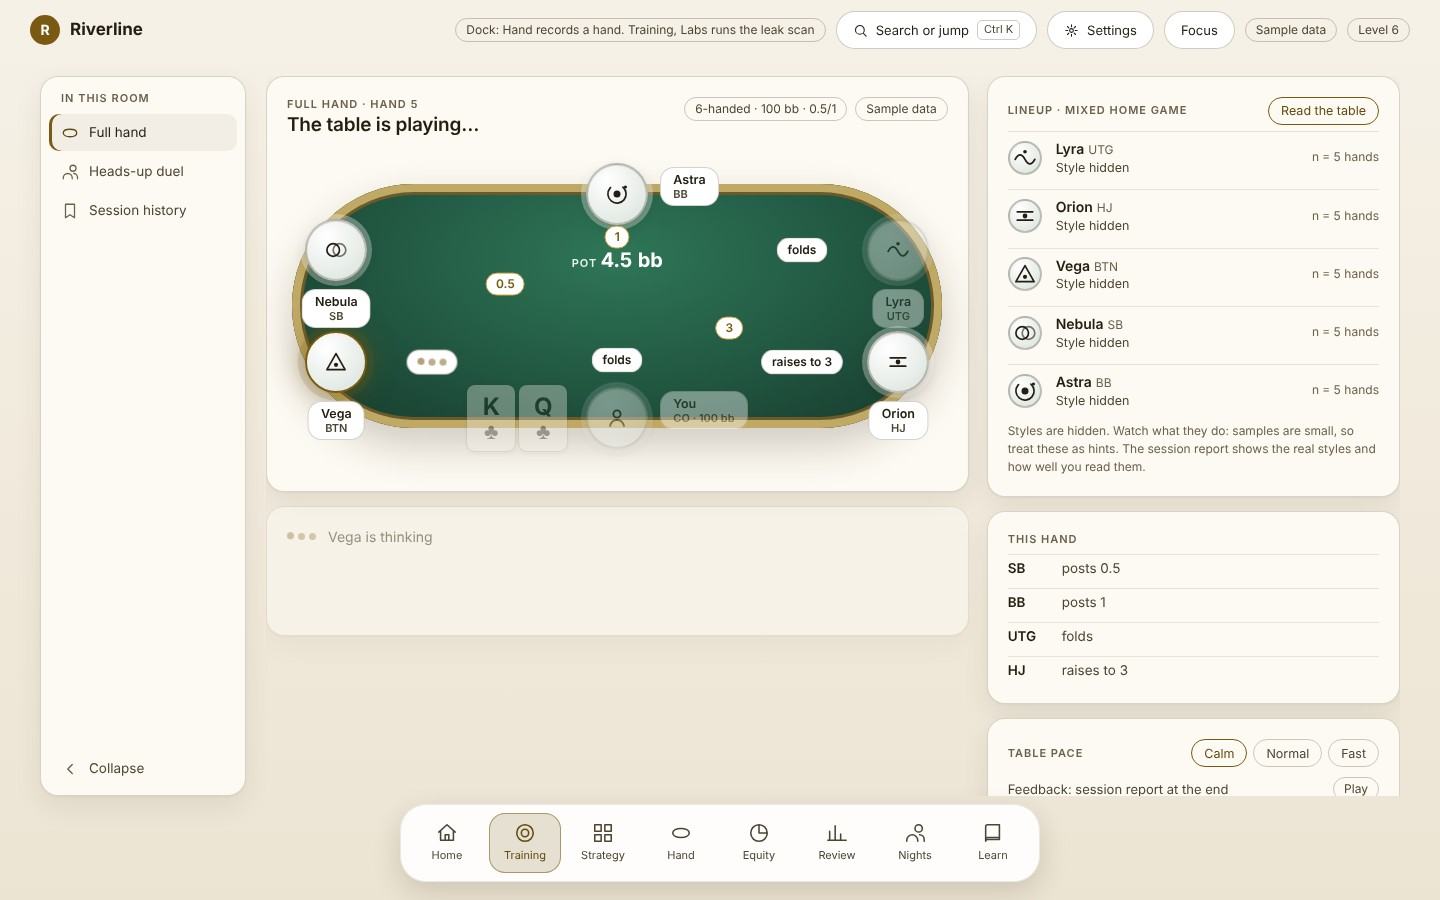 R Riverline
Dock: Hand records a hand. Training, Labs runs the leak scan
Search or jump Ctrl K
Settings
Focus
Sample data
Level 6
IN THIS ROOM
Full hand
Heads-up duel
Session history
Collapse
FULL HAND · HAND 5
The table is playing…
6-handed · 100 bb · 0.5/1
Sample data
Astra
BB
1
POT 4.5 bb
folds
0.5
Nebula
SB
Lyra
UTG
3
folds
raises to 3
Vega
BTN
K ♣
Q ♣
You
CO · 100 bb
Orion
HJ
Vega is thinking
LINEUP · MIXED HOME GAME
Read the table
Lyra UTG
Style hidden
n = 5 hands
Orion HJ
Style hidden
n = 5 hands
Vega BTN
Style hidden
n = 5 hands
Nebula SB
Style hidden
n = 5 hands
Astra BB
Style hidden
n = 5 hands
Styles are hidden. Watch what they do: samples are small, so
treat these as hints. The session report shows the real styles and
how well you read them.
THIS HAND
SB posts 0.5
BB posts 1
UTG folds
HJ raises to 3
TABLE PACE
Calm
Normal
Fast
Feedback: session report at the end
Play
Home
Training
Strategy
Hand
Equity
Review
Nights
Learn